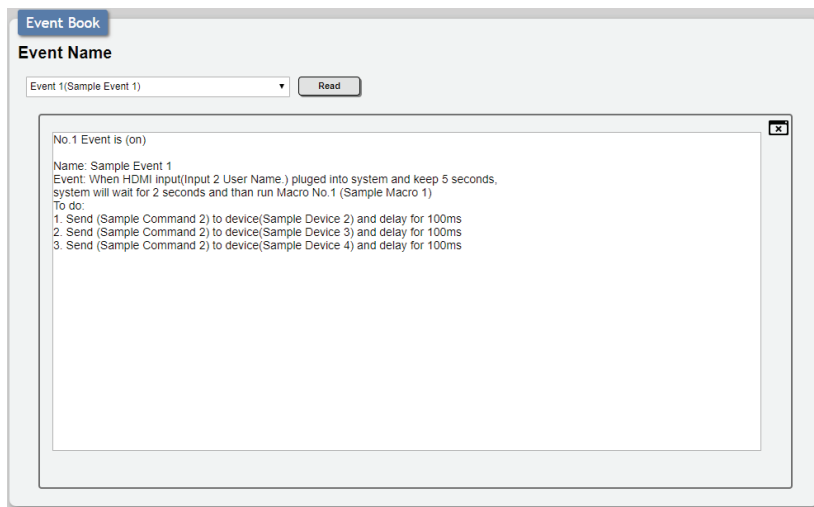 Event Book
Event Name
Event 1(Sample Event 1)
Read
No.1 Event is (on)
Name: Sample Event 1
Event: When HDMI input(Input 2 User Name.) pluged into system and keep 5 seconds,
system will wait for 2 seconds and than run Macro No.1 (Sample Macro 1)
To do:
1. Send (Sample Command 2) to device(Sample Device 2) and delay for 100ms
2. Send (Sample Command 2) to device(Sample Device 3) and delay for 100ms
3. Send (Sample Command 2) to device(Sample Device 4) and delay for 100ms